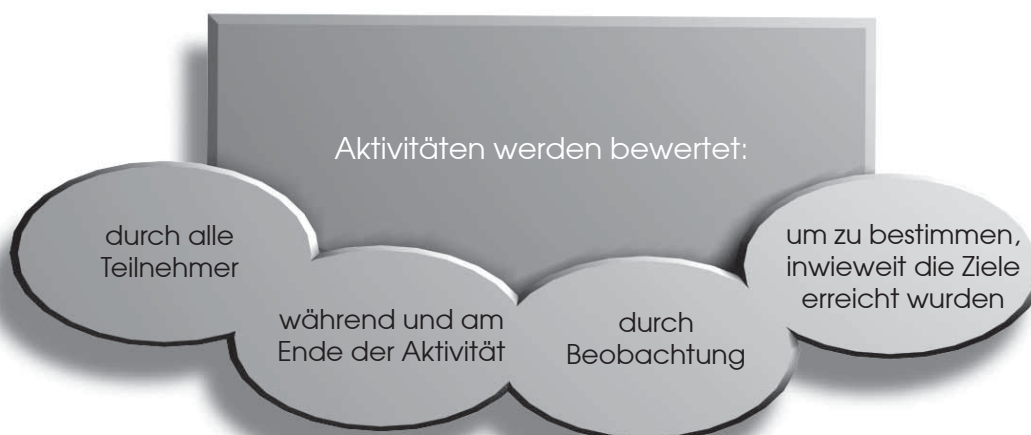 Aktivitäten werden bewertet:
durch alle
Teilnehmer
während und am
Ende der Aktivität
durch
Beobachtung
um zu bestimmen,
inwieweit die Ziele
erreicht wurden